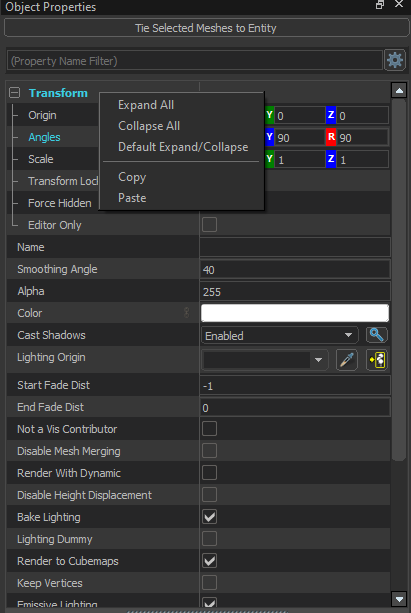 Object Properties
Tie Selected Meshes to Entity
(Property Name Filter)
Transform
Expand All
Collapse All
Default Expand/Collapse
Copy
Paste
Origin Y 0 Z 0
Angles Y 90 R 90
Scale Y 1 Z 1
Transform Lock
Force Hidden
Editor Only
Name
Smoothing Angle 40
Alpha 255
Color
Cast Shadows Enabled
Lighting Origin
Start Fade Dist -1
End Fade Dist 0
Not a Vis Contributor
Disable Mesh Merging
Render With Dynamic
Disable Height Displacement
Bake Lighting
Lighting Dummy
Render to Cubemaps
Keep Vertices
Emissive Lighting